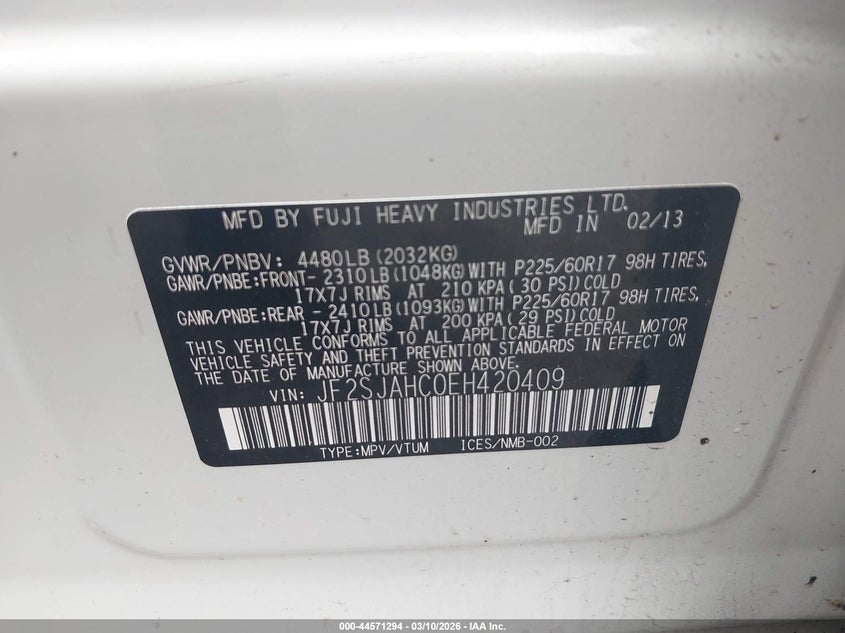 MFD BY FUJI HEAVY INDUSTRIES LTD.
MFD IN 02/13
GVWR/PNBV: 4480LB(2032KG)
GAWR/PNBE:FRONT- 2310LB(1048KG)WITH P225/60R17 98H TIRES,
17X7J RIMS AT 210 KPA( 30 PSI)COLD
GAWR/PNBE:REAR - 2410LB(1093KG)WITH P225/60R17 98H TIRES,
17X7J RIMS AT 200 KPA( 29 PSI)COLD
THIS VEHICLE CONFORMS TO ALL APPLICABLE FEDERAL MOTOR
VEHICLE SAFETY AND THEFT PREVENTION STANDARDS IN EFFECT ON
THE DATE OF MANUFACTURE SHOWN ABOVE.
VIN: JF2SJAHC0EH420409
TYPE:MPV/VTUM ICES/NMB-002
000-44571294 - 03/10/2026 - IAA Inc.